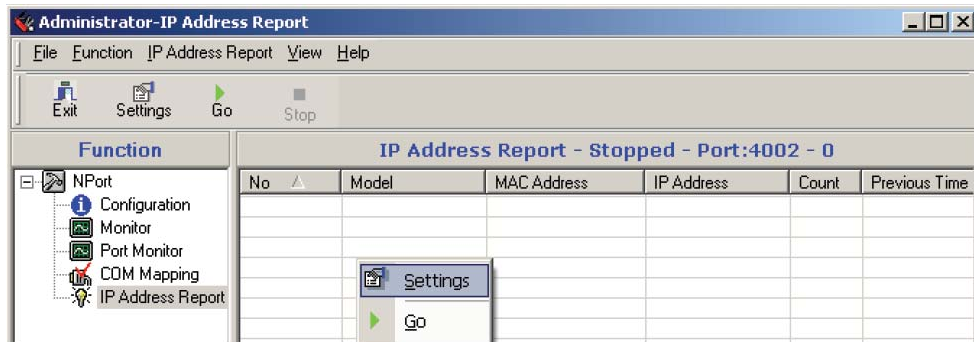 Administrator-IP Address Report
File Function IP Address Report View Help
Exit Settings Go Stop
Function
IP Address Report - Stopped - Port:4002 - 0
No Model MAC Address IP Address Count Previous Time
NPort
Configuration
Monitor
Port Monitor
COM Mapping
IP Address Report
Settings
Go